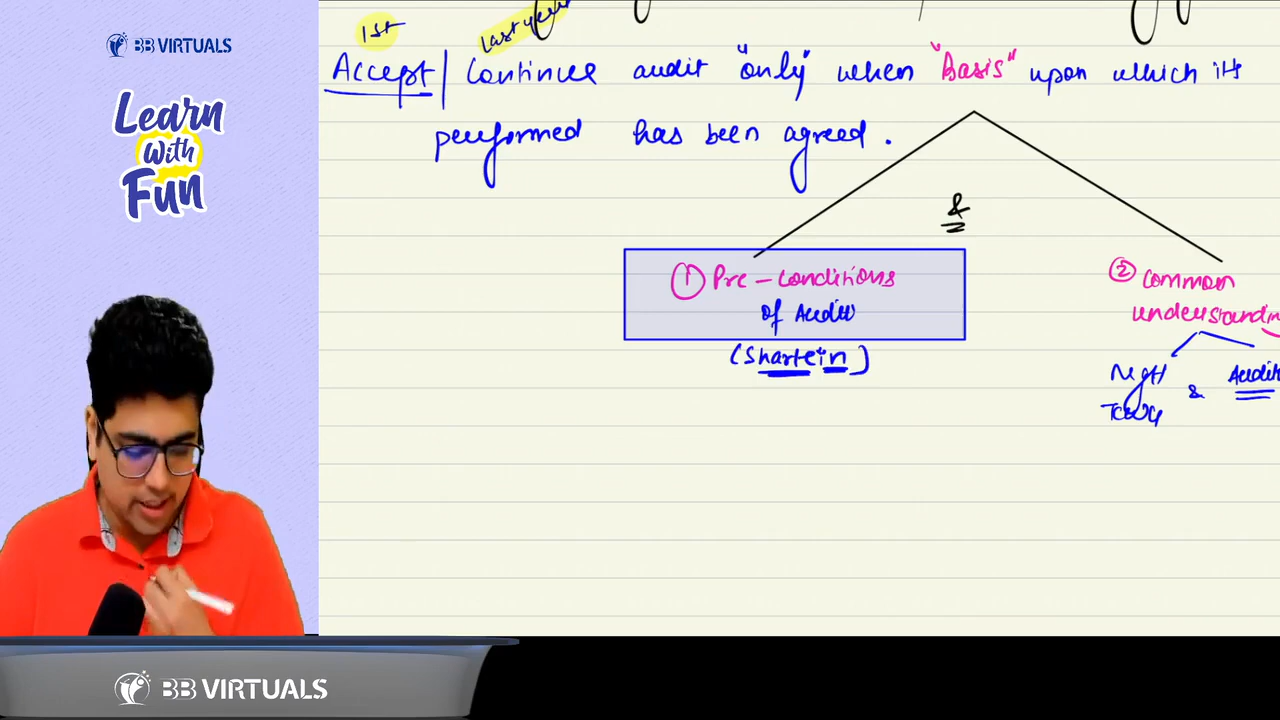 BB VIRTUALS
Learn
With
Fun
1st
last year
Accept / Continue audit "only" when "Basis" upon which its
performed has been agreed.
&
① Pre-conditions
of Audit
(Shartein)
② Common
understandin
Mgt & Audit
TCWG
BB VIRTUALS